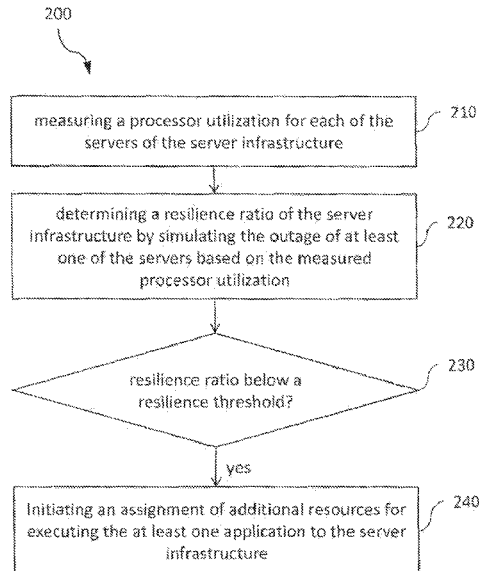 200
measuring a processor utilization for each of the
servers of the server infrastructure
210
determining a resilience ratio of the server
infrastructure by simulating the outage of at least
one of the servers based on the measured
processor utilization
220
resilience ratio below a
resilience threshold?
230
yes
Initiating an assignment of additional resources for
executing the at least one application to the server
infrastructure
240